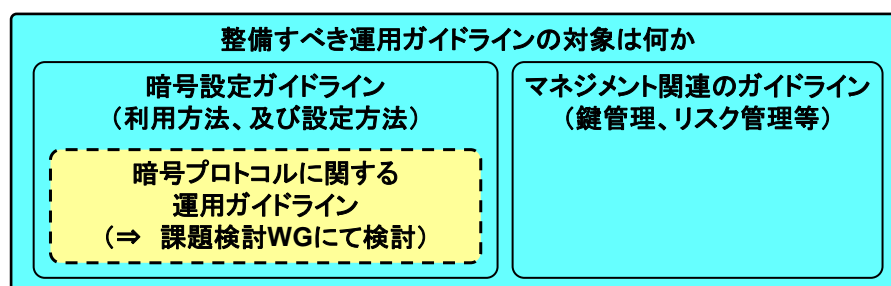 整備すべき運用ガイドラインの対象は何か
暗号設定ガイドライン
（利用方法、及び設定方法）
暗号プロトコルに関する
運用ガイドライン
（⇒　課題検討WGにて検討）
マネジメント関連のガイドライン
（鍵管理、リスク管理等）